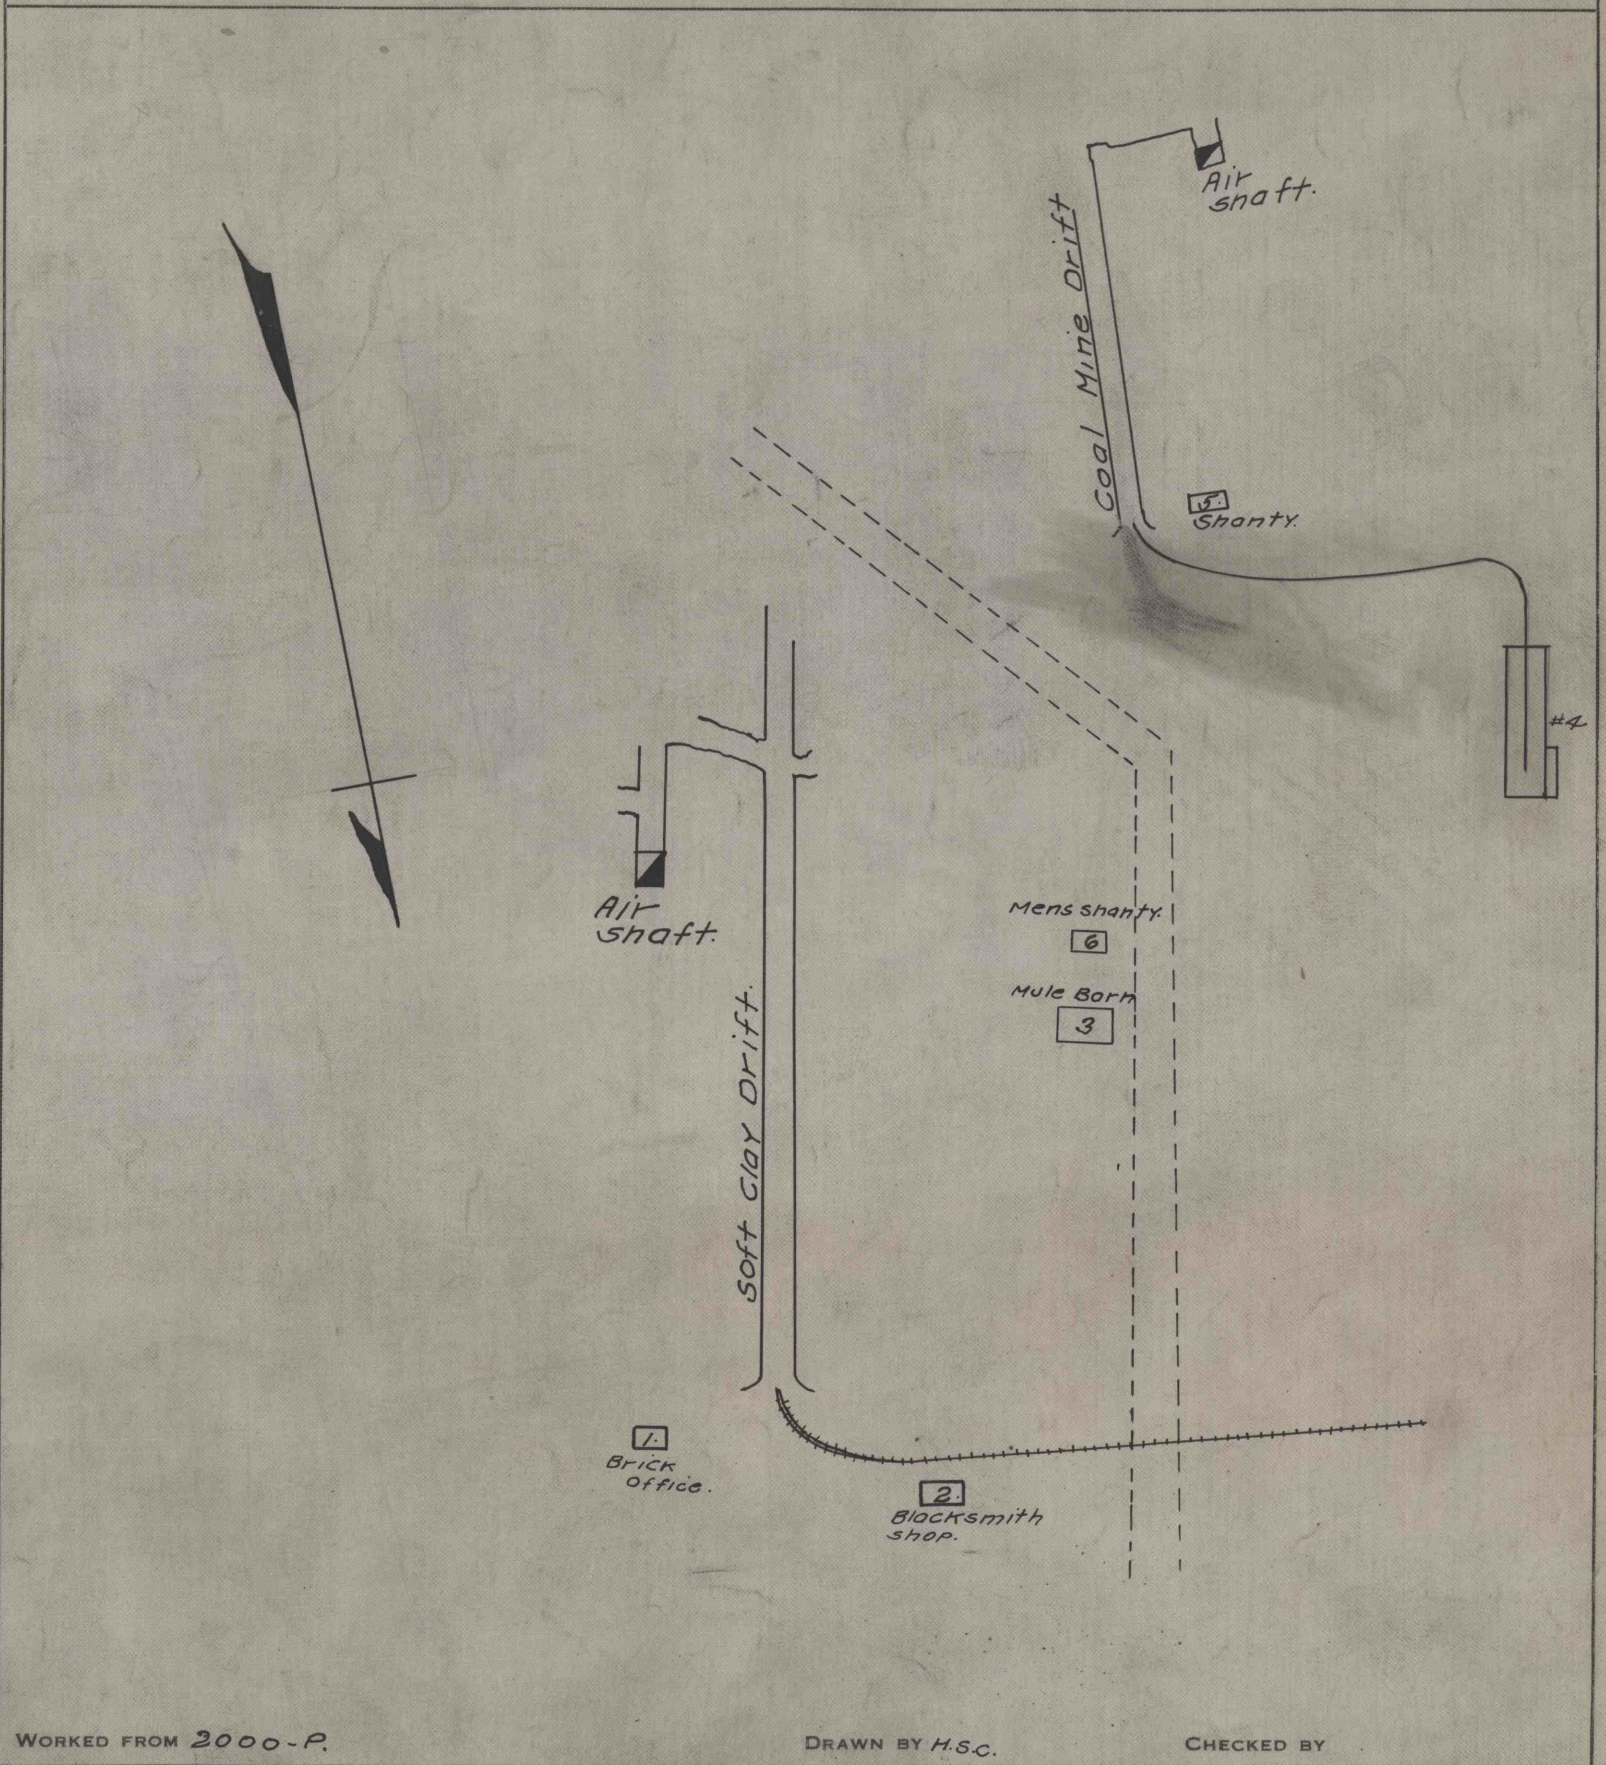 Air
shaft.
Coal Mine Drift
5.
Shanty.
#4
Air
shaft.
Mens shanty.
6
Mule Barn
3
Soft Clay Drift.
1.
Brick
Office.
2.
Blacksmith
shop.
WORKED FROM 2000-P.
DRAWN BY H.S.C.
CHECKED BY